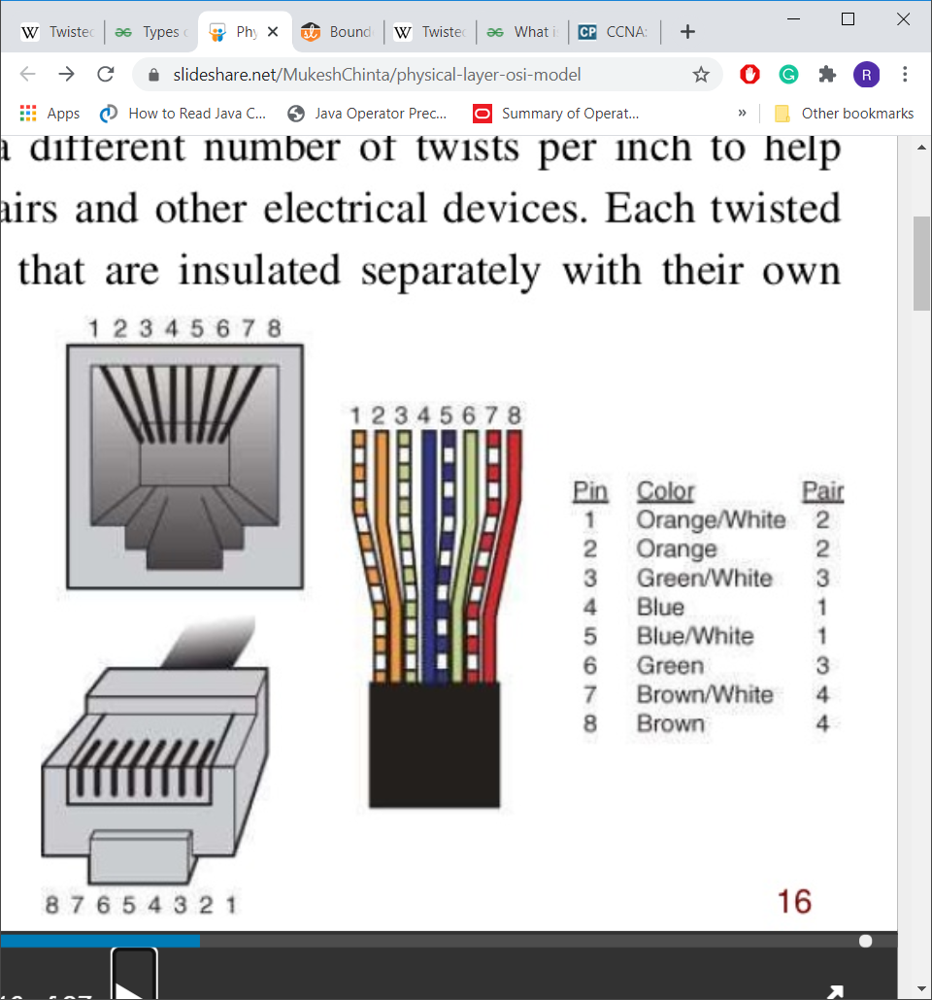 Twisted
Types
Phy
Bound
Twisted
What i
CP CCNA:
slideshare.net/MukeshChinta/physical-layer-osi-model
R
Apps
How to Read Java C...
Java Operator Prec...
Summary of Operat...
»
Other bookmarks
a different number of twists per inch to help
airs and other electrical devices. Each twisted
that are insulated separately with their own
1 2 3 4 5 6 7 8
1 2 3 4 5 6 7 8
Pin Color Pair
1 Orange/White 2
2 Orange 2
3 Green/White 3
4 Blue 1
5 Blue/White 1
6 Green 3
7 Brown/White 4
8 Brown 4
8 7 6 5 4 3 2 1
16